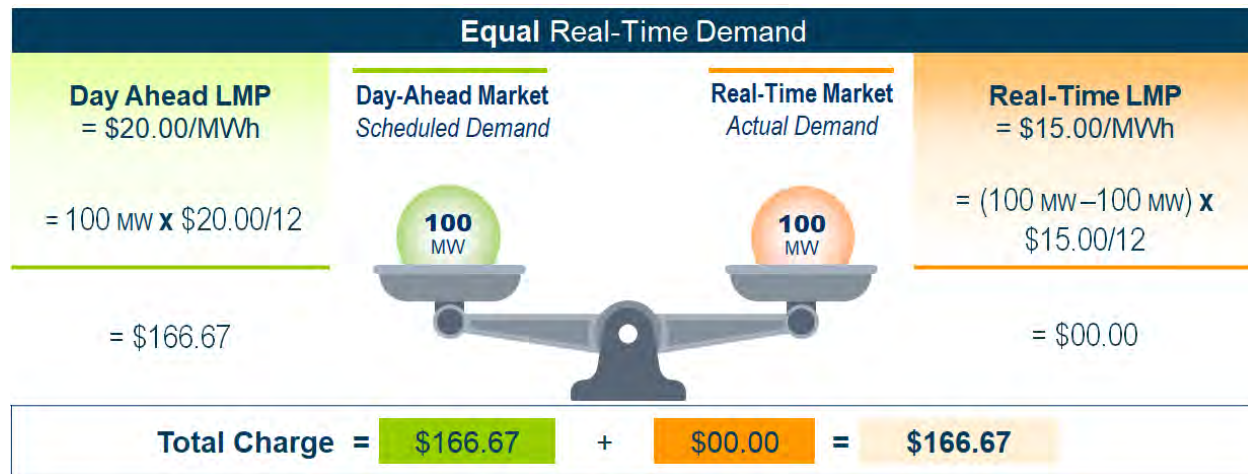 Equal Real-Time Demand
Day Ahead LMP
= $20.00/MWh
= 100 MW x $20.00/12
= $166.67
Day-Ahead Market
Scheduled Demand
100
MW
Real-Time Market
Actual Demand
100
MW
Real-Time LMP
= $15.00/MWh
= (100 MW –100 MW) x
$15.00/12
= $00.00
Total Charge = $166.67 + $00.00 = $166.67